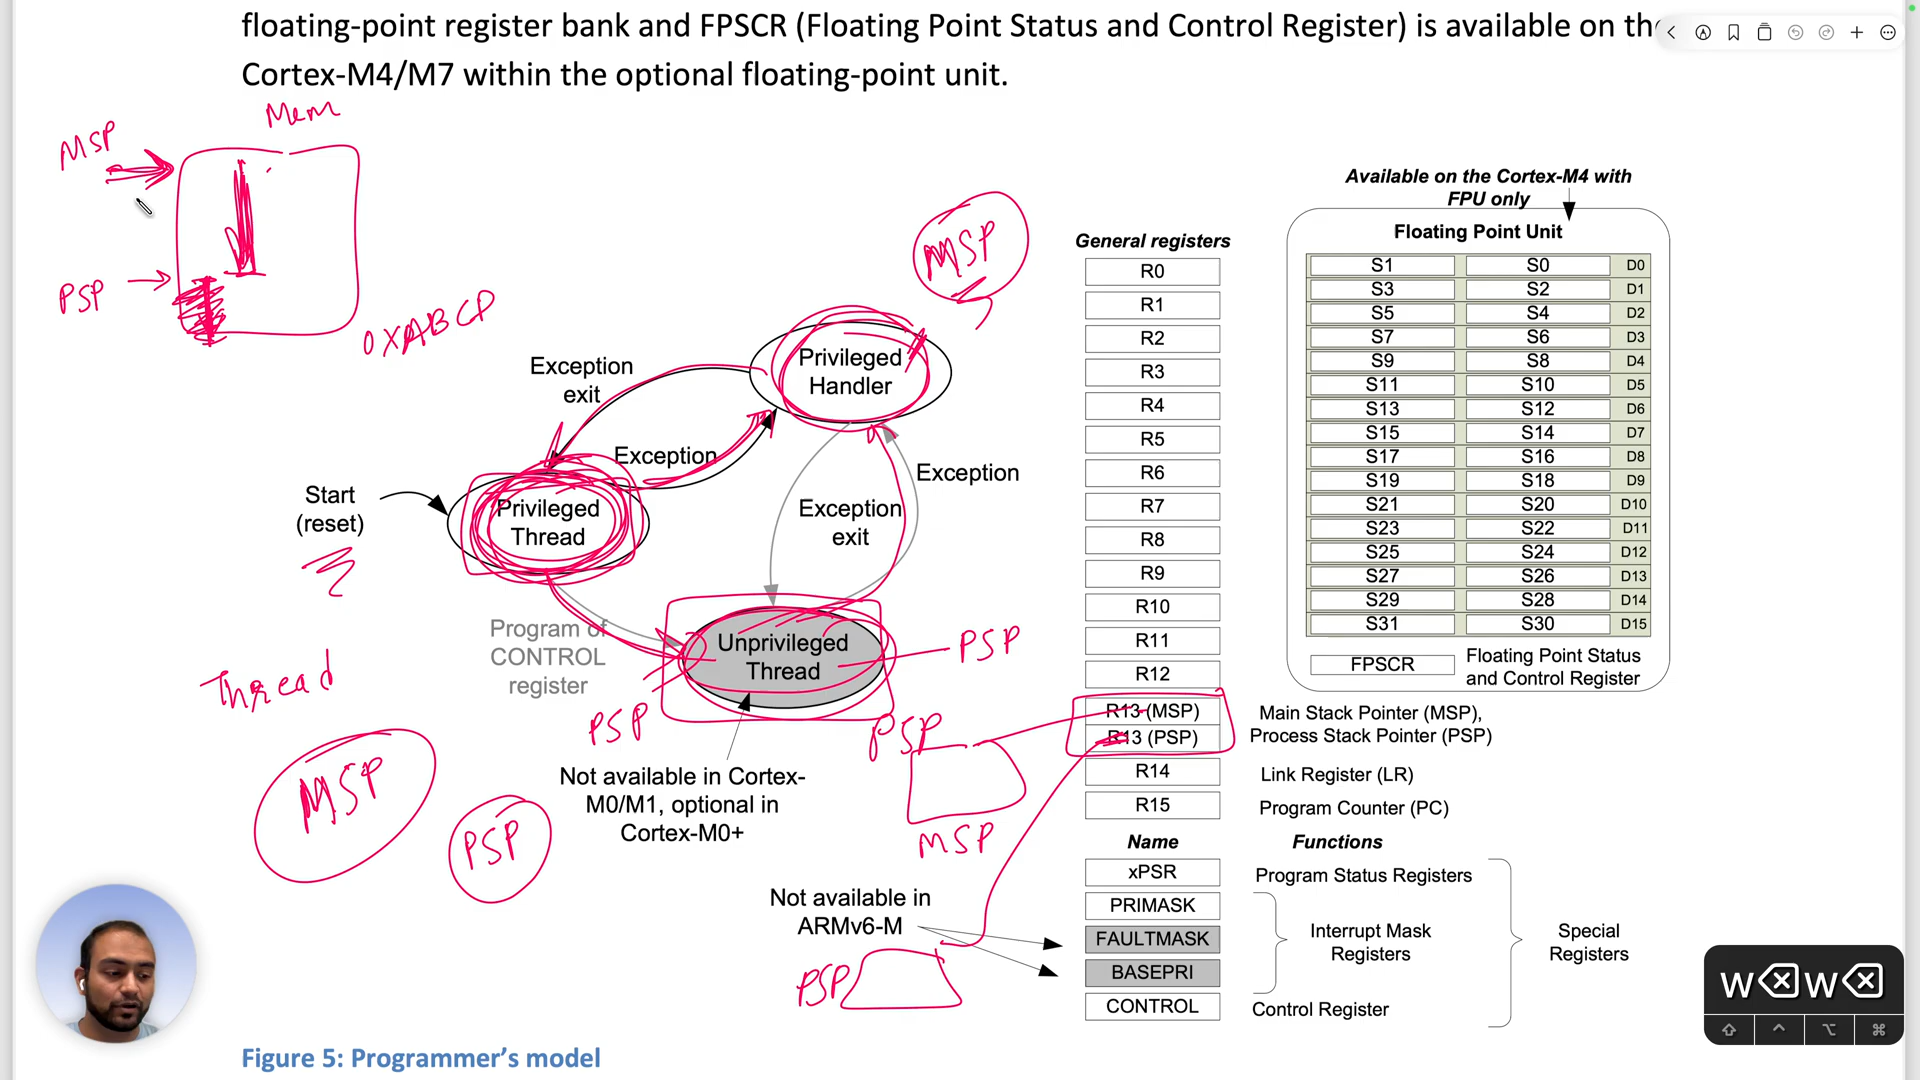 floating-point register bank and FPSCR (Floating Point Status and Control Register) is available on the
Cortex-M4/M7 within the optional floating-point unit.
Mem
MSP
PSP
0XABCD
MSP
Exception
exit
Privileged
Handler
Exception
Exception
Start
(reset)
Privileged
Thread
Exception
exit
Program of
CONTROL
register
Unprivileged
Thread
PSP
Thread
PSP
PSP
MSP
PSP
MSP
Not available in Cortex-
M0/M1, optional in
Cortex-M0+
Not available in
ARMv6-M
PSP
General registers
R0
R1
R2
R3
R4
R5
R6
R7
R8
R9
R10
R11
R12
R13 (MSP)
R13 (PSP)
R14
R15
Main Stack Pointer (MSP),
Process Stack Pointer (PSP)
Link Register (LR)
Program Counter (PC)
Name Functions
xPSR Program Status Registers
PRIMASK
FAULTMASK
BASEPRI
Interrupt Mask
Registers
CONTROL Control Register
Special
Registers
Available on the Cortex-M4 with
FPU only
Floating Point Unit
S1 S0 D0
S3 S2 D1
S5 S4 D2
S7 S6 D3
S9 S8 D4
S11 S10 D5
S13 S12 D6
S15 S14 D7
S17 S16 D8
S19 S18 D9
S21 S20 D10
S23 S22 D11
S25 S24 D12
S27 S26 D13
S29 S28 D14
S31 S30 D15
FPSCR
Floating Point Status
and Control Register
w⌫w⌫
⇧ ⌃ ⌥ ⌘
Figure 5: Programmer's model